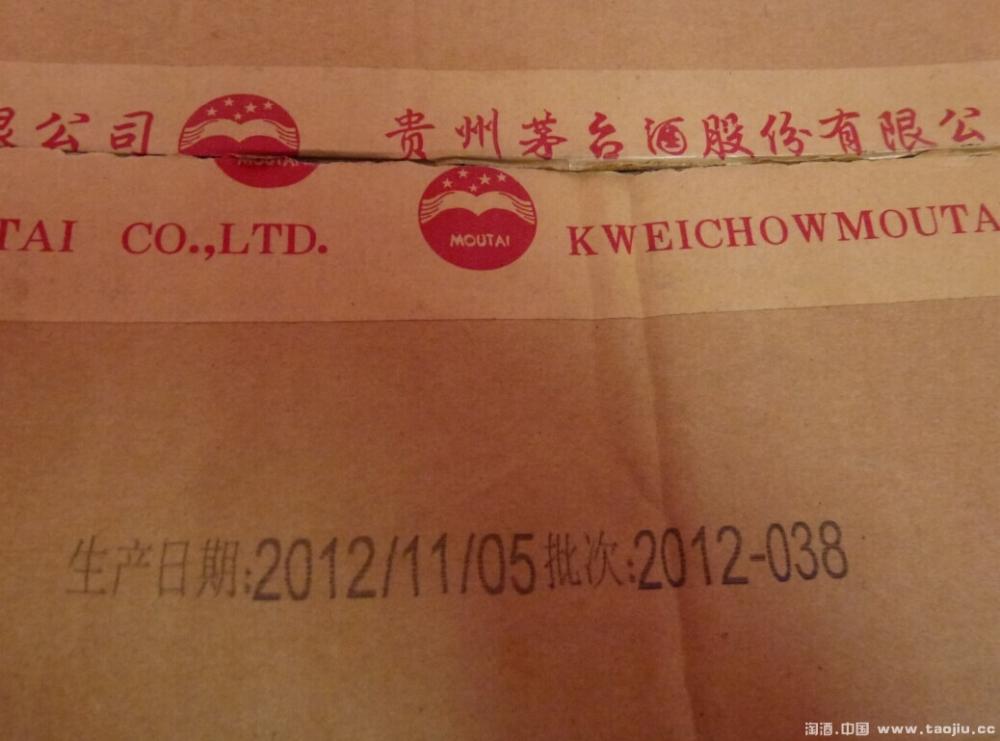 限公司 MOUTAI 贵州茅台酒股份有限公
TAI CO.,LTD. MOUTAI KWEICHOWMOUTA
生产日期:2012/11/05批次:2012-038
淘酒.中国 www.taojiu.cc